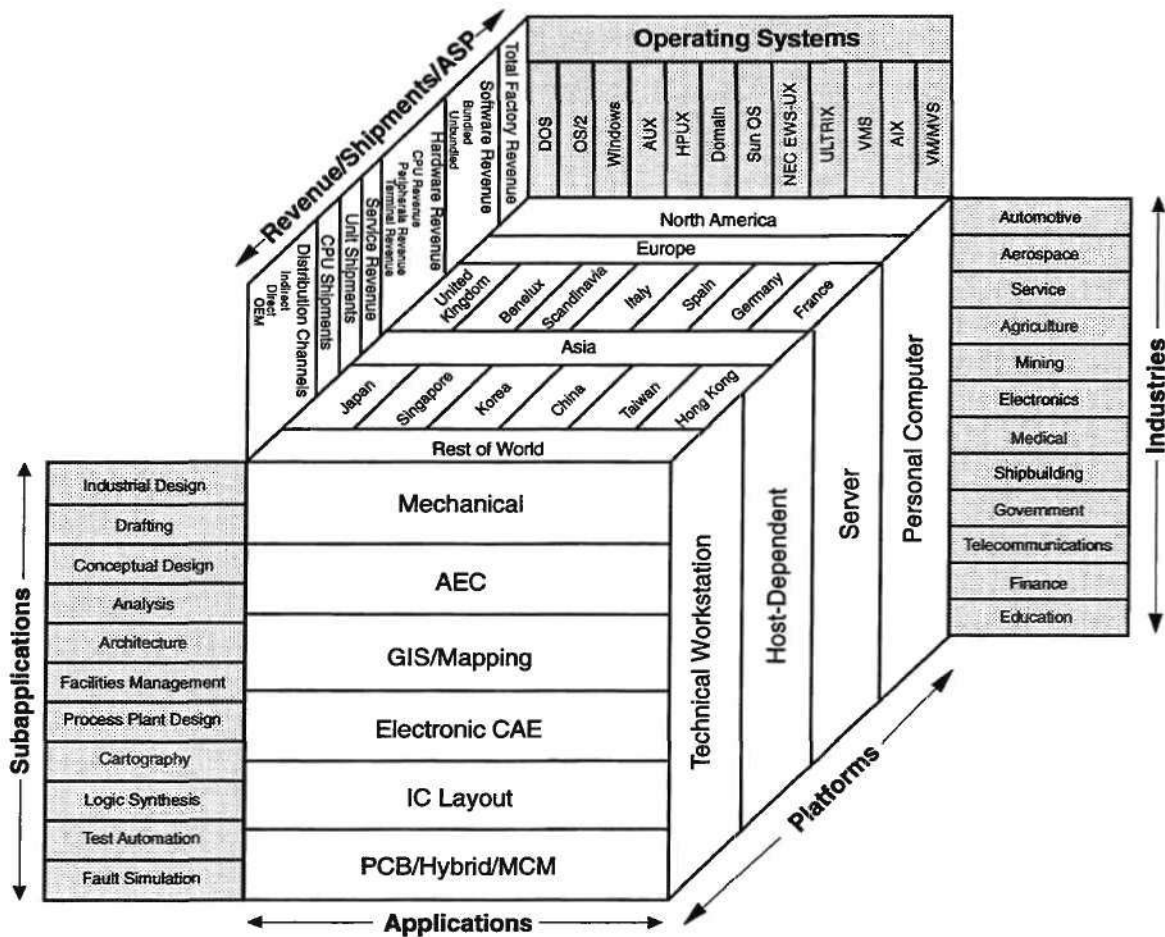 Operating Systems
DOS
OS/2
Windows
AUX
HPUX
Domain
Sun OS
NEC EWS-UX
ULTRIX
VMS
AIX
VM/MVS
Revenue/Shipments/ASP
Total Factory Revenue
Software Revenue
Bundled
Unbundled
Hardware Revenue
CPU Revenue
Peripherals Revenue
Terminal Revenue
Service Revenue
Unit Shipments
CPU Shipments
Distribution Channels
Indirect
Direct
OEM
North America
Europe
United
Kingdom
Benelux
Scandinavia
Italy
Spain
Germany
France
Asia
Japan
Singapore
Korea
China
Taiwan
Hong Kong
Rest of World
Subapplications
Industrial Design
Drafting
Conceptual Design
Analysis
Architecture
Facilities Management
Process Plant Design
Cartography
Logic Synthesis
Test Automation
Fault Simulation
Mechanical
AEC
GIS/Mapping
Electronic CAE
IC Layout
PCB/Hybrid/MCM
Applications
Technical Workstation
Host-Dependent
Server
Personal Computer
Platforms
Automotive
Aerospace
Service
Agriculture
Mining
Electronics
Medical
Shipbuilding
Government
Telecommunications
Finance
Education
Industries